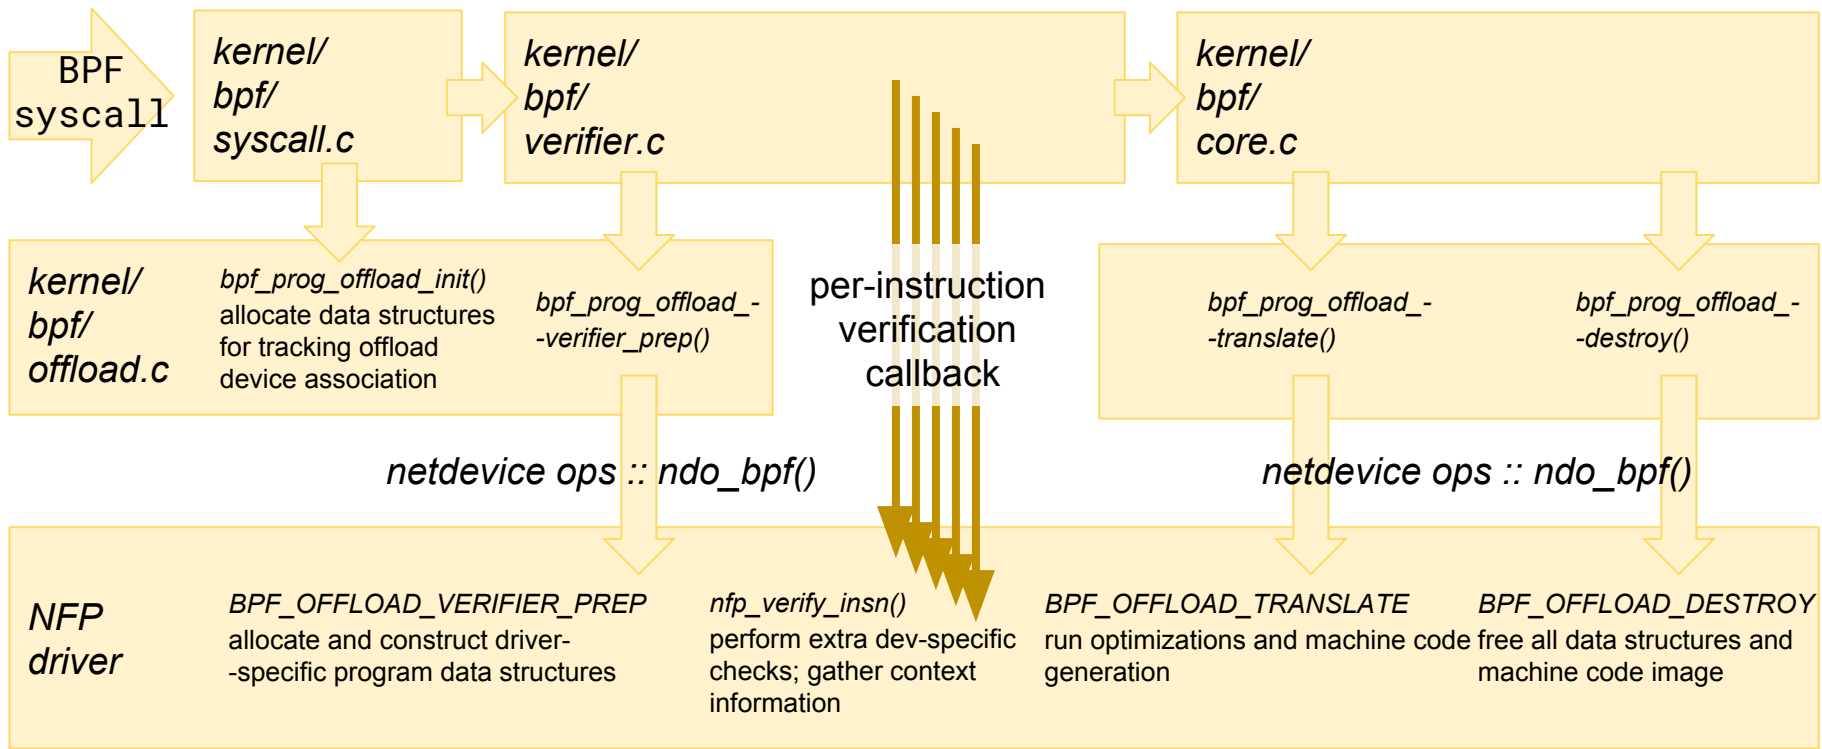 BPF
syscall
kernel/
bpf/
syscall.c
kernel/
bpf/
verifier.c
kernel/
bpf/
core.c
kernel/
bpf/
offload.c
bpf_prog_offload_init()
allocate data structures
for tracking offload
device association
bpf_prog_offload_-
-verifier_prep()
per-instruction
verification
callback
bpf_prog_offload_-
-translate()
bpf_prog_offload_-
-destroy()
netdevice ops :: ndo_bpf()
netdevice ops :: ndo_bpf()
NFP
driver
BPF_OFFLOAD_VERIFIER_PREP
allocate and construct driver-
-specific program data structures
nfp_verify_insn()
perform extra dev-specific
checks; gather context
information
BPF_OFFLOAD_TRANSLATE
run optimizations and machine code
generation
BPF_OFFLOAD_DESTROY
free all data structures and
machine code image